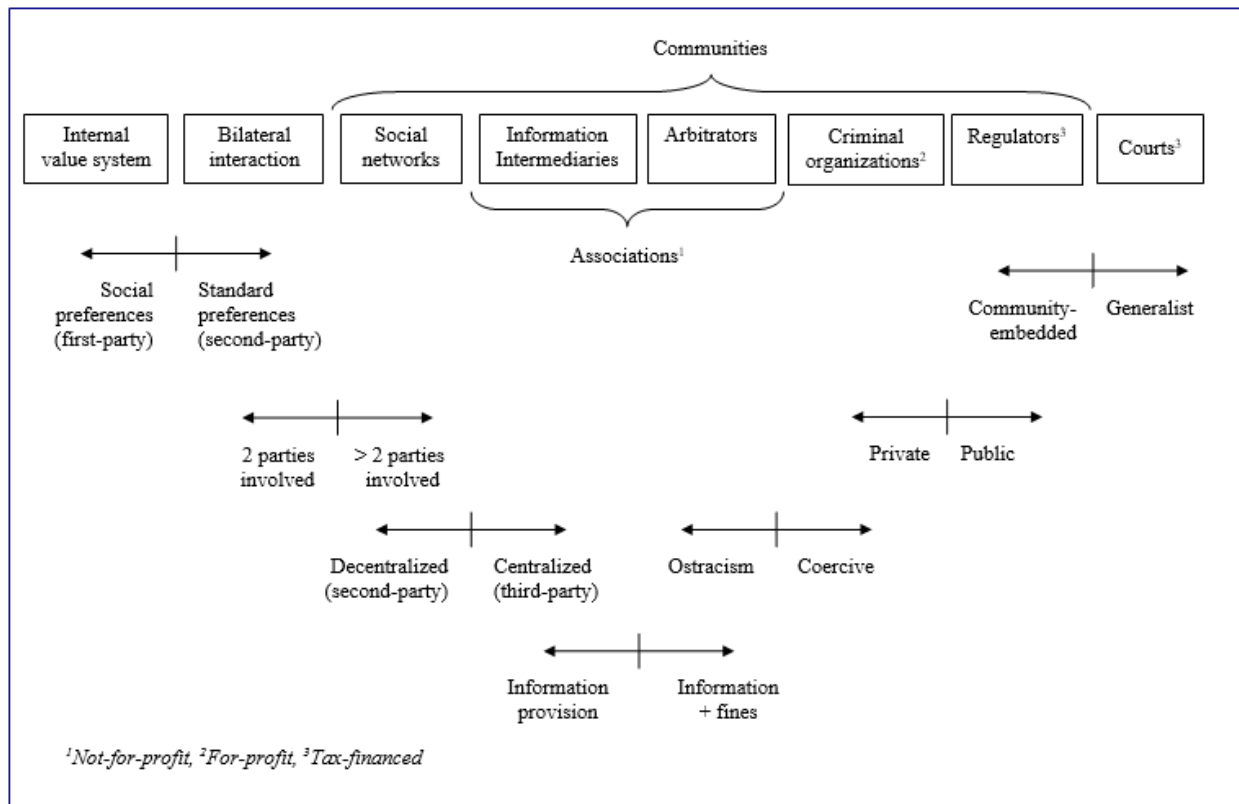 Communities
Internal
value system
Bilateral
interaction
Social
networks
Information
Intermediaries
Arbitrators
Criminal
organizations²
Regulators³
Courts³
Associations¹
Social
preferences
(first-party)
Standard
preferences
(second-party)
Community-
embedded
Generalist
2 parties
involved
> 2 parties
involved
Private
Public
Decentralized
(second-party)
Centralized
(third-party)
Ostracism
Coercive
Information
provision
Information
+ fines
¹Not-for-profit, ²For-profit, ³Tax-financed